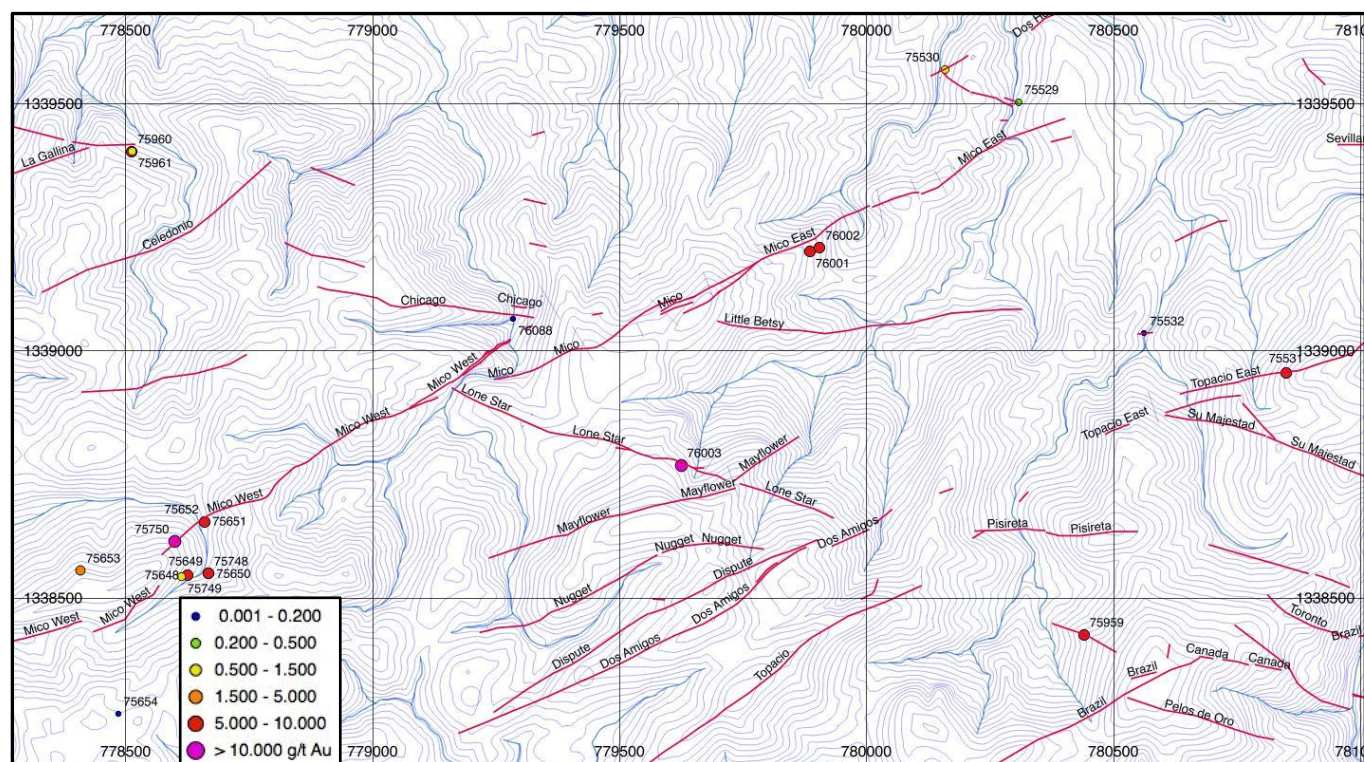 778500 779000 779500 780000 780500
75530
75529
1339500 1339500
75960
75961
La Gallina
Mico East
Celedonio
Mico East
76002
76001
Chicago
Chicago
76088
Mico
Little Betsy
75532
1339000 1339000
Mico
Mico
Mico West
75531
Topacio East
Lone Star
Mico West
Lone Star
Topacio East
Su Majestad
Su Majestad
76003
Mayflower
Mayflower
Lone Star
Mico West
75652
75651
75750
Mayflower
Pisireta
Pisireta
Dos Amigos
Nugget
Nugget
75653
75649
75748
75648
75650
75749
Dispute
Nugget
Mico West
Mico West
1338500 1338500
Dos Amigos
Toronto
Brazil
75959
Dispute
Dos Amigos
Topacio
Canada
Canada
Brazil
Brazil
Pelos de Oro
75654
0.001 - 0.200
0.200 - 0.500
0.500 - 1.500
1.500 - 5.000
5.000 - 10.000
> 10.000 g/t Au
778500 779000 779500 780000 780500